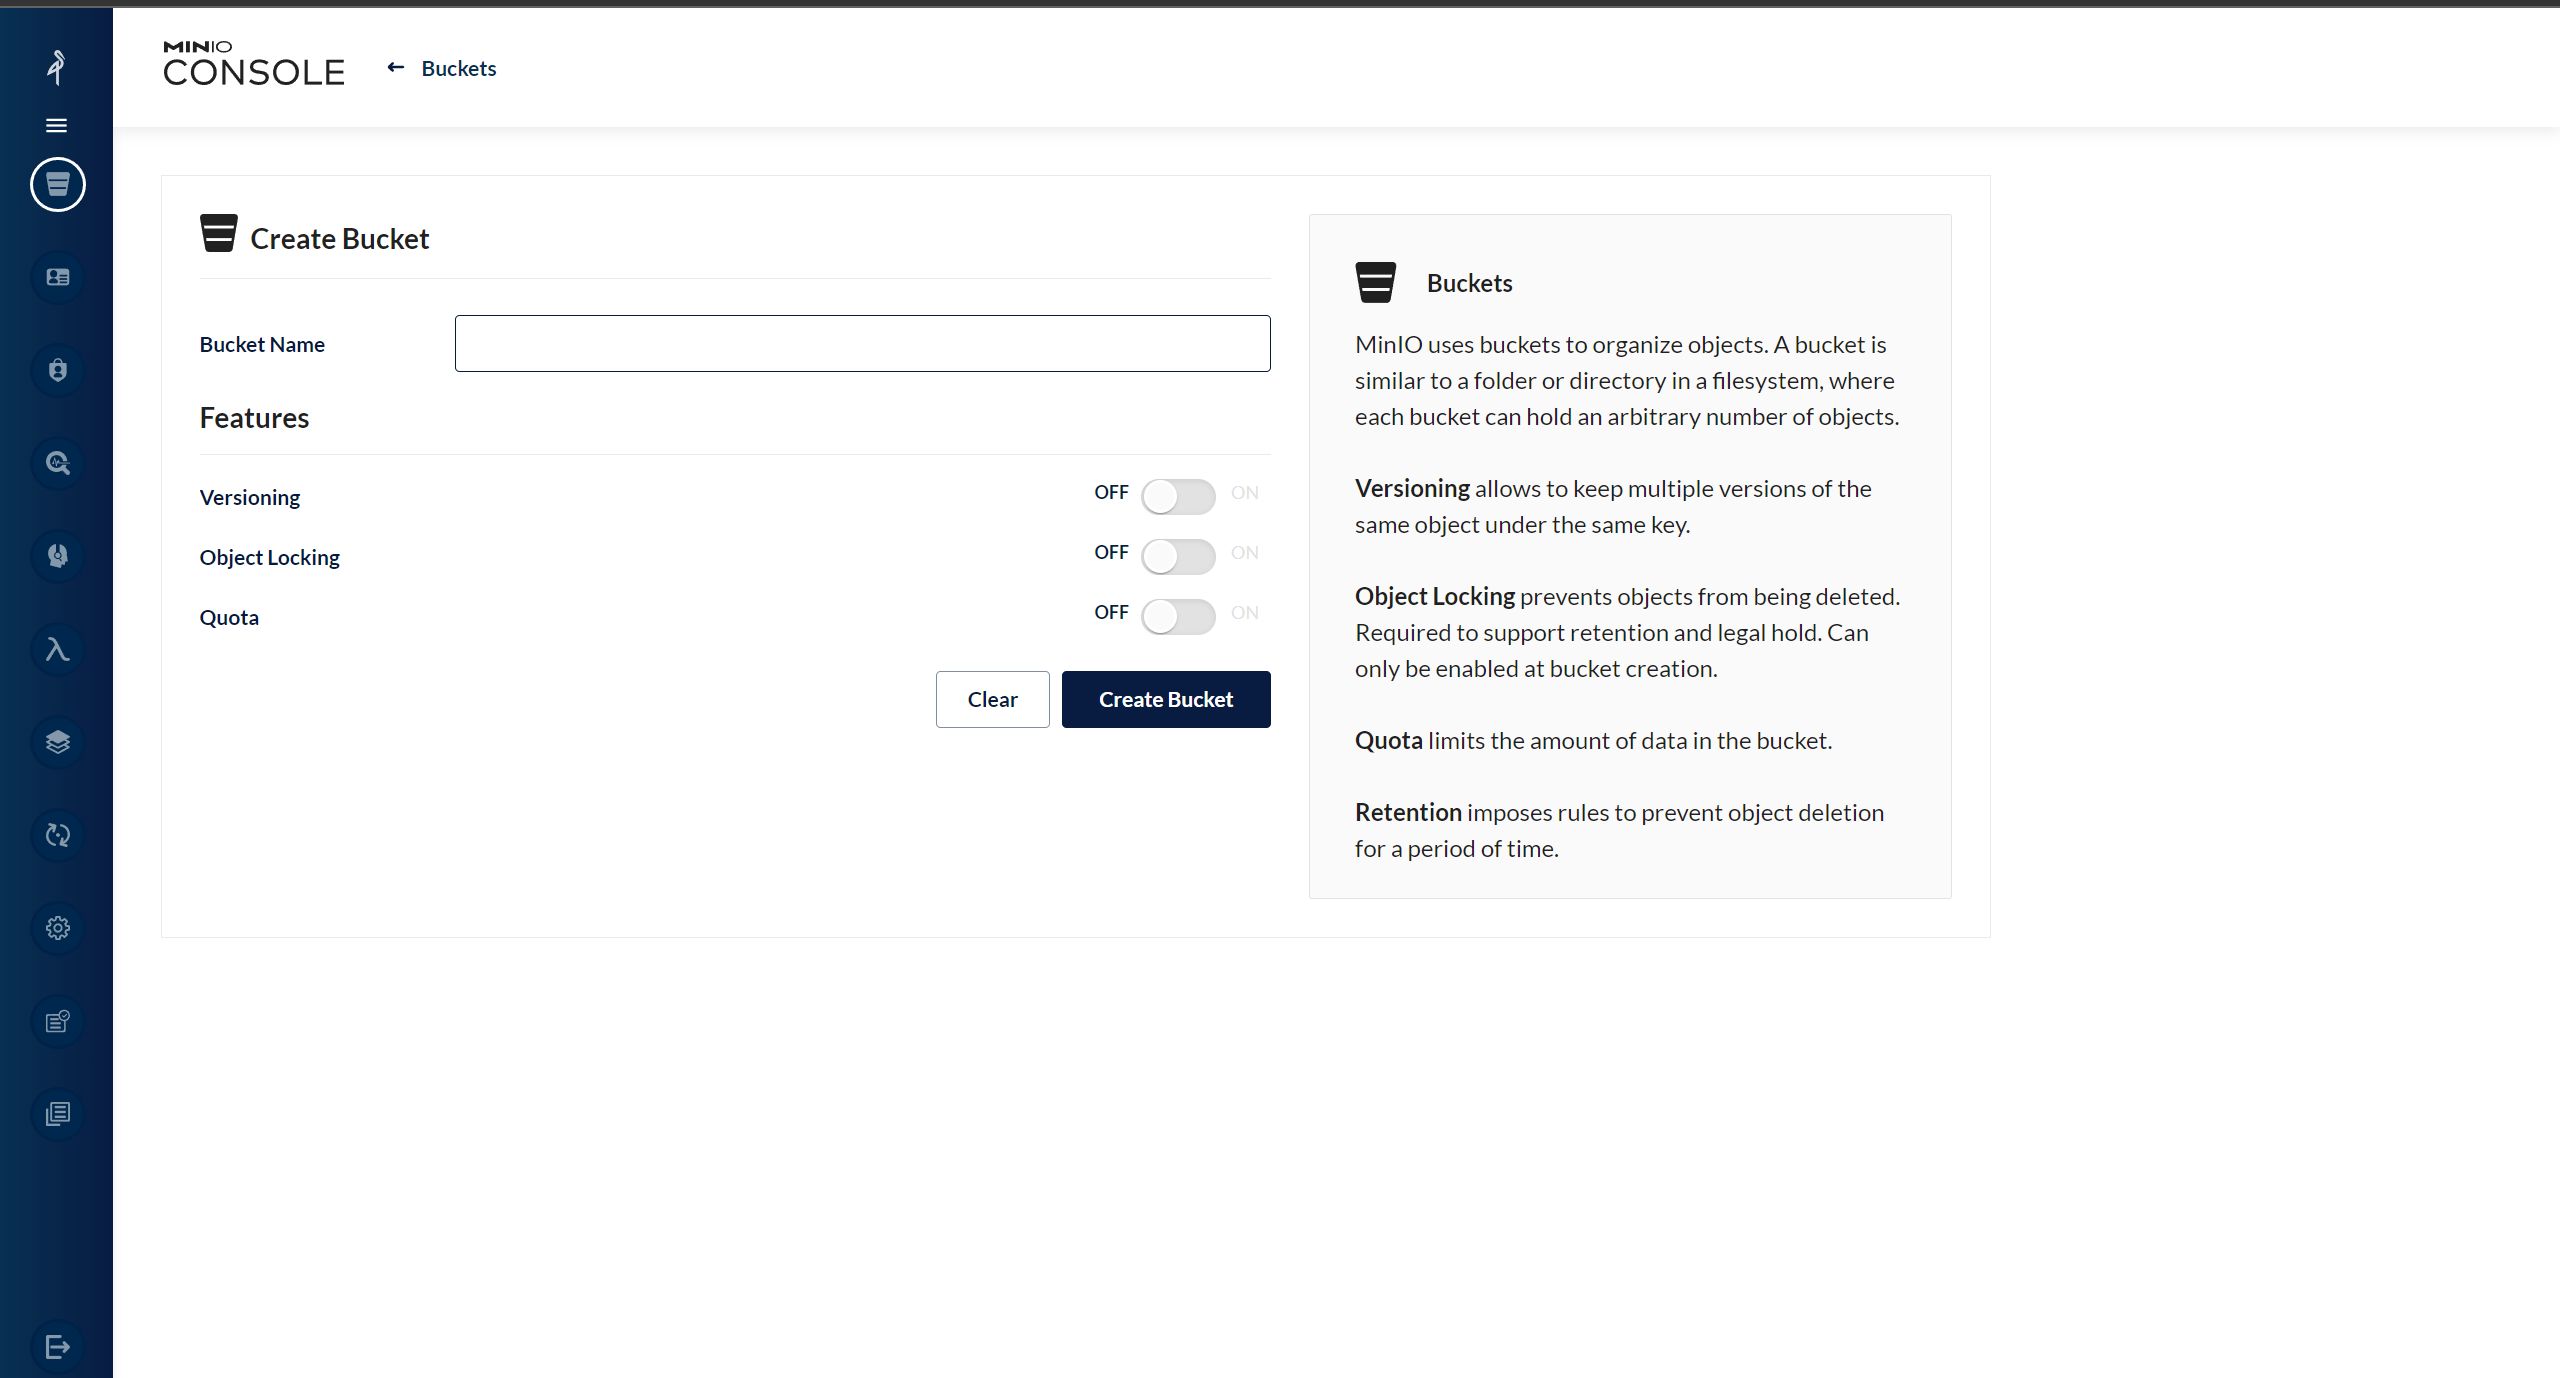 MINIO
CONSOLE
Buckets
Create Bucket
Bucket Name
Features
Versioning
OFF
ON
Object Locking
OFF
ON
Quota
OFF
ON
Clear
Create Bucket
Buckets
MinIO uses buckets to organize objects. A bucket is
similar to a folder or directory in a filesystem, where
each bucket can hold an arbitrary number of objects.
Versioning allows to keep multiple versions of the
same object under the same key.
Object Locking prevents objects from being deleted.
Required to support retention and legal hold. Can
only be enabled at bucket creation.
Quota limits the amount of data in the bucket.
Retention imposes rules to prevent object deletion
for a period of time.